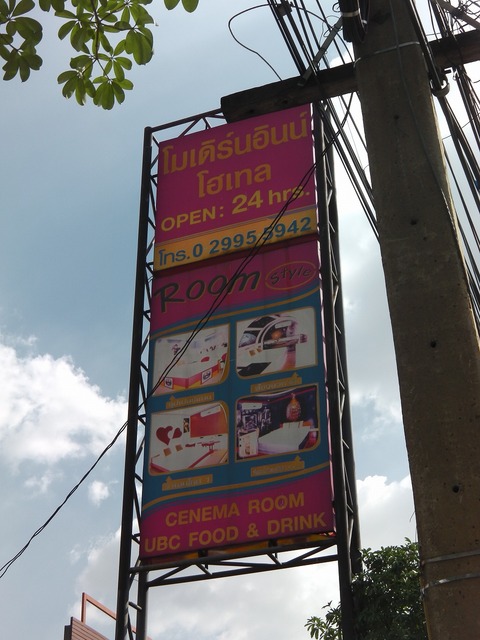 โมเดิร์นอินน์
โฮเทล
OPEN: 24 hrs.
โทร.0 2995 5942
ROOM Style
CENEMA ROOM
UBC FOOD & DRINK